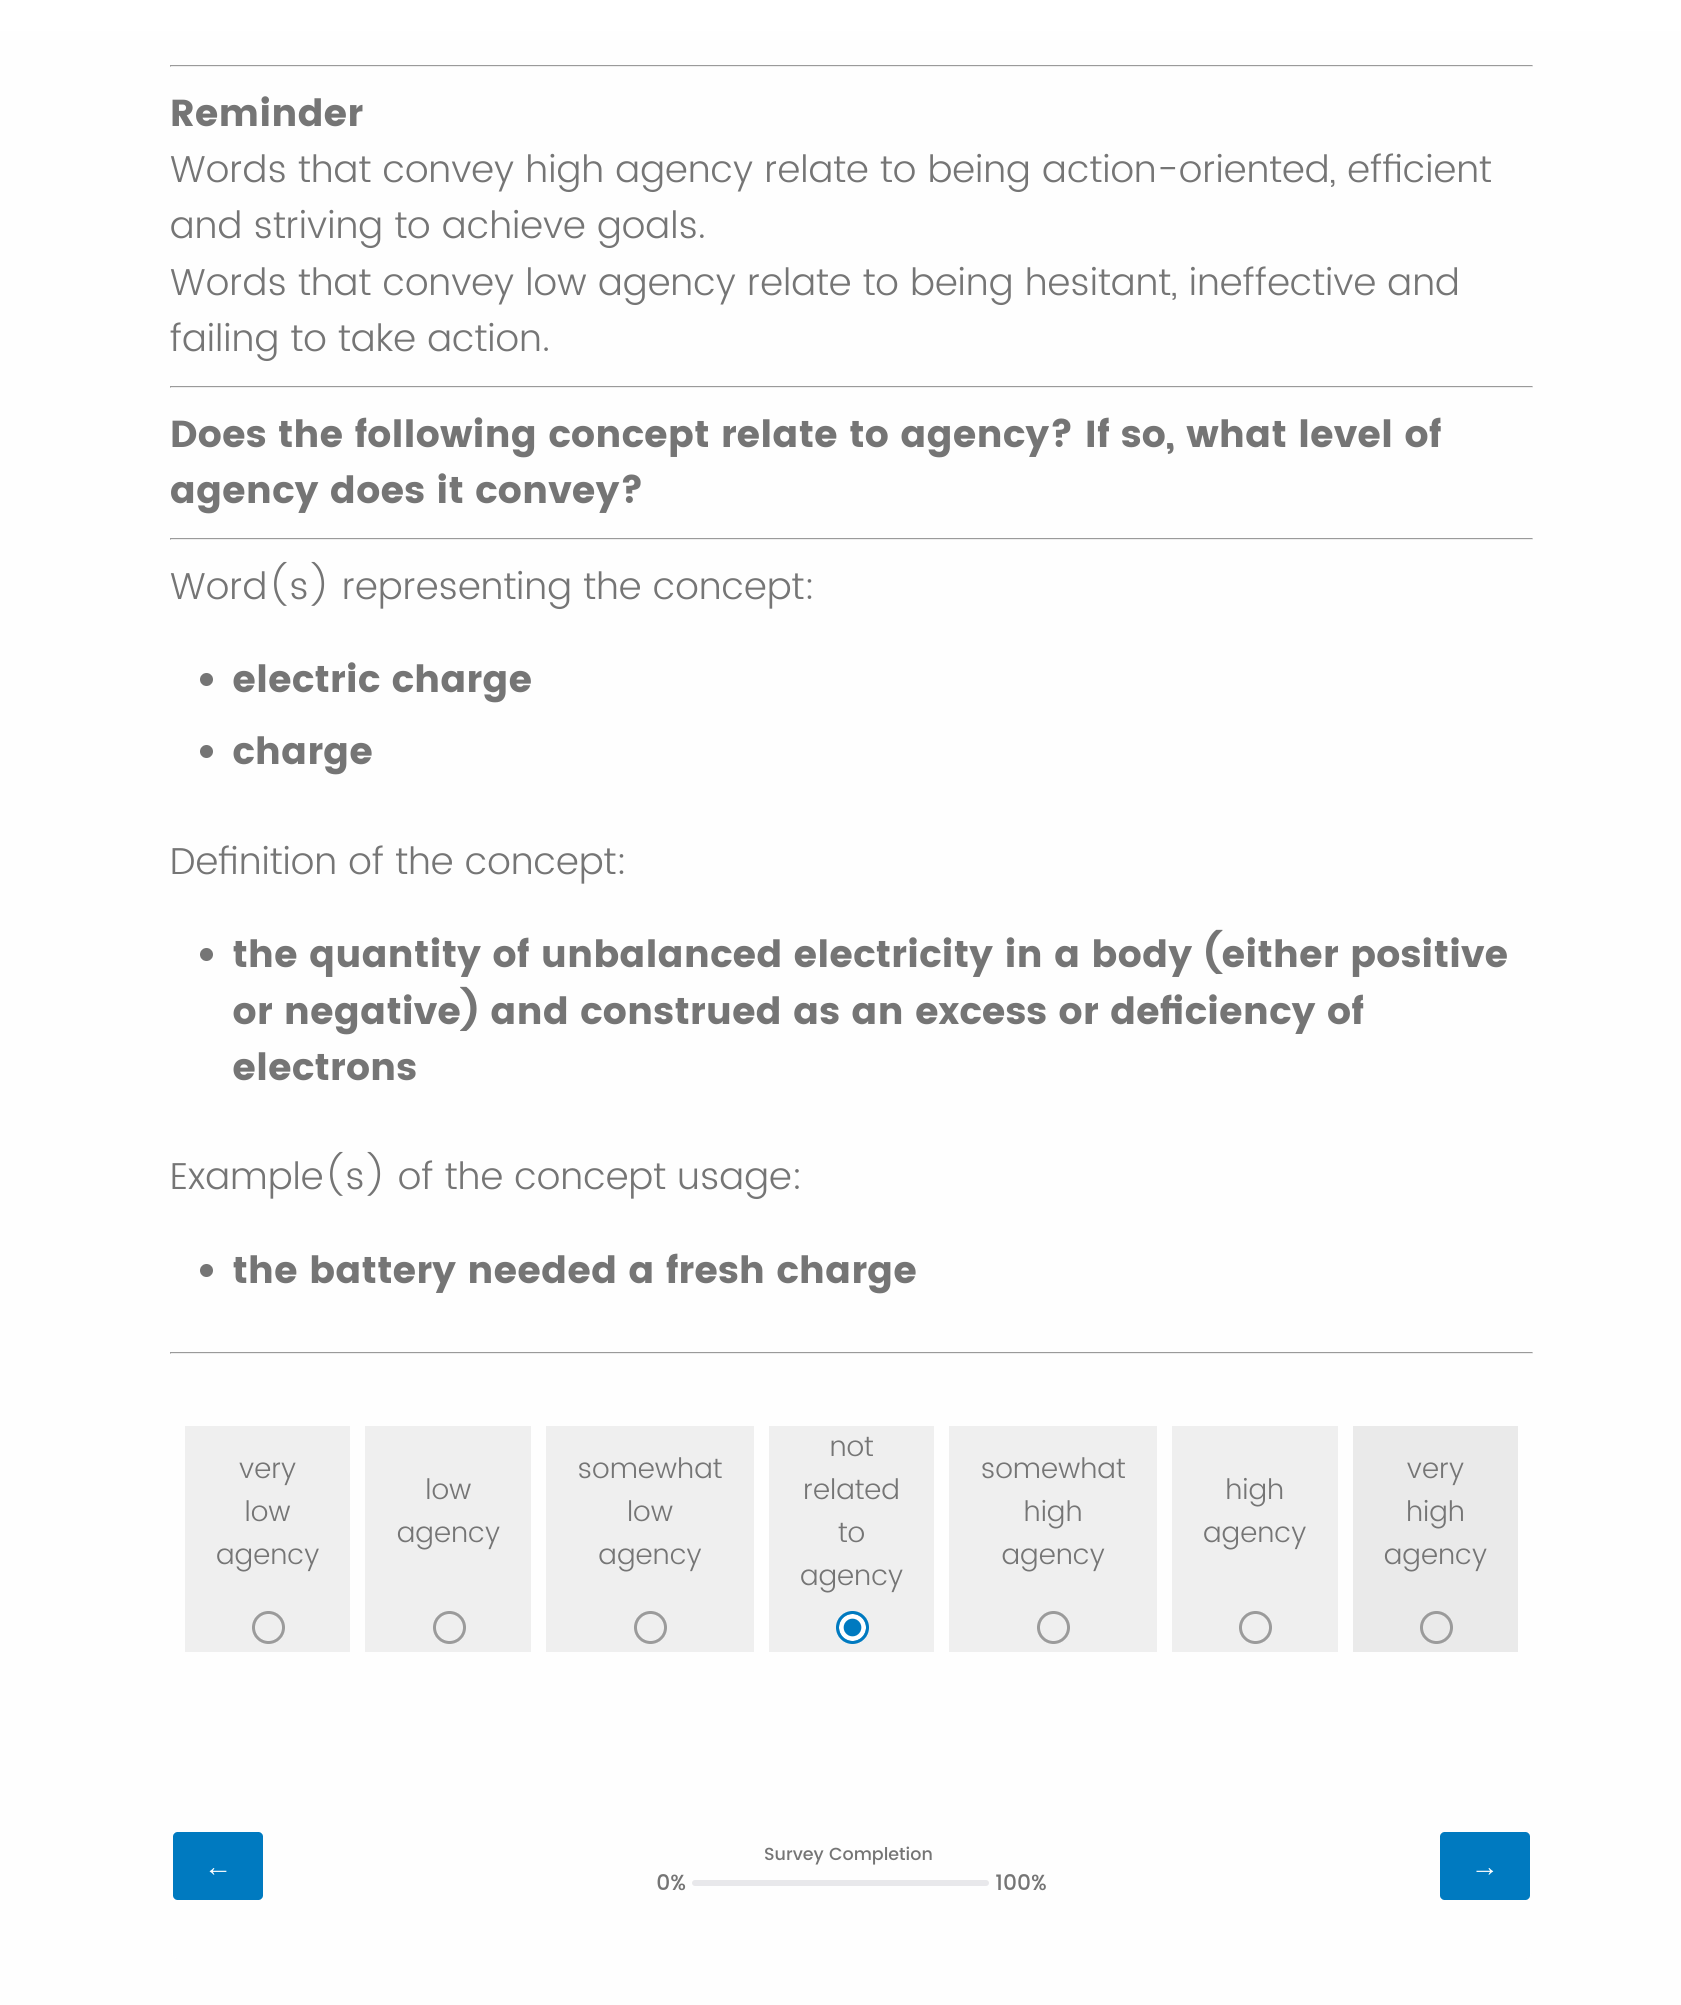 Reminder
Words that convey high agency relate to being action-oriented, efficient
and striving to achieve goals.
Words that convey low agency relate to being hesitant, ineffective and
failing to take action.
Does the following concept relate to agency? If so, what level of
agency does it convey?
Word(s) representing the concept:
• electric charge
• charge
Definition of the concept:
• the quantity of unbalanced electricity in a body (either positive
or negative) and construed as an excess or deficiency of
electrons
Example(s) of the concept usage:
• the battery needed a fresh charge
very
low
agency
low
agency
somewhat
low
agency
not
related
to
agency
somewhat
high
agency
high
agency
very
high
agency
←
Survey Completion
0% 100%
→